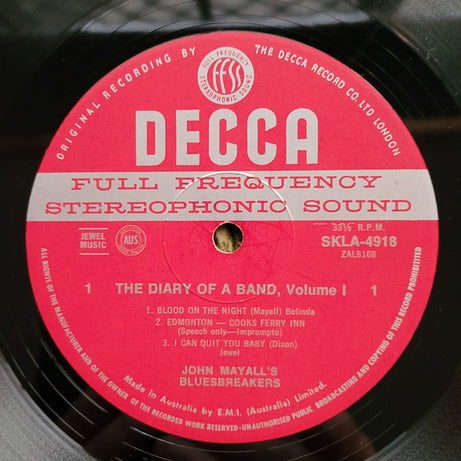 ORIGINAL RECORDING BY THE DECCA RECORD CO. LTD LONDON
FULL FREQUENCY
FFSS
STEREOPHONIC SOUND
DECCA
FULL FREQUENCY
STEREOPHONIC SOUND
JEWEL
MUSIC
AUS
33⅓ R.P.M.
SKLA-4918
ZAL8168
1 THE DIARY OF A BAND, Volume I 1
1. BLOOD ON THE NIGHT (Mayall) Belinda
2. EDMONTON — COOKS FERRY INN
(Speech only—Impromptu)
3. I CAN QUIT YOU BABY (Dixon)
Jewel
JOHN MAYALL'S
BLUESBREAKERS
Made in Australia by E.M.I. (Australia) Limited.
ALL RIGHTS OF THE MANUFACTURER AND OF THE OWNER OF THE RECORDED WORK RESERVED-UNAUTHORISED PUBLIC BROADCASTING AND COPYING OF THIS RECORD PROHIBITED